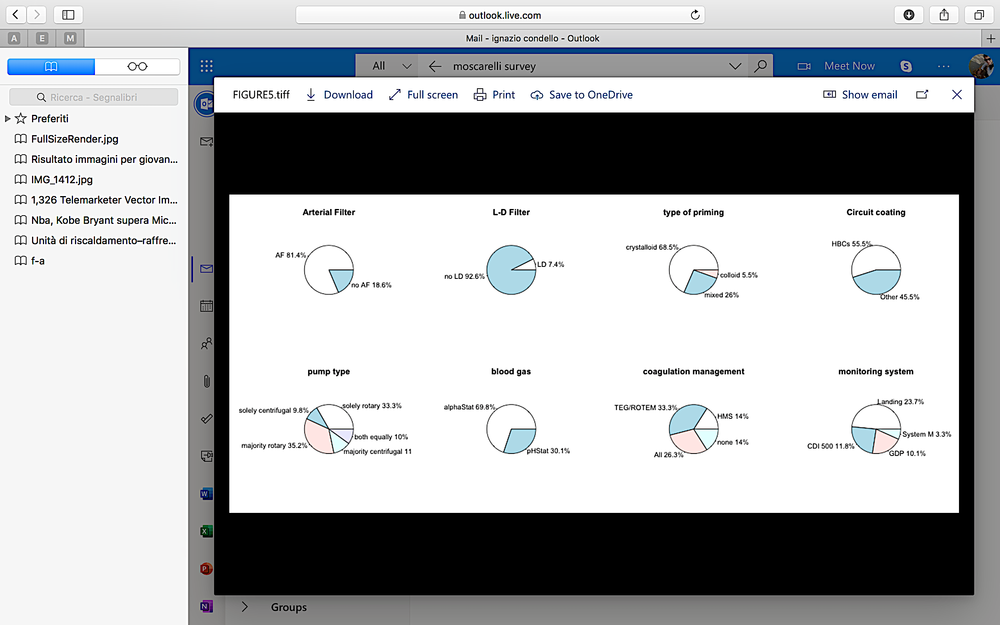 outlook.live.com
A
E
M
Mail - ignazio condello - Outlook
Ricerca - Segnalibri
Preferiti
FullSizeRender.jpg
Risultato immagini per giovan...
IMG_1412.jpg
1,326 Telemarketer Vector Im...
Nba, Kobe Bryant supera Mic...
Unità di riscaldamento–raffre...
f-a
All
moscarelli survey
Meet Now
S
FIGURE5.tiff
Download
Full screen
Print
Save to OneDrive
Show email
Arterial Filter
AF 81.4%
no AF 18.6%
L-D Filter
LD 7.4%
no LD 92.6%
type of priming
crystalloid 68.5%
colloid 5.5%
mixed 26%
Circuit coating
HBCs 55.5%
Other 45.5%
pump type
solely rotary 33.3%
solely centrifugal 9.8%
both equally 10%
majority rotary 35.2%
majority centrifugal 11
blood gas
alphaStat 69.8%
pHStat 30.1%
coagulation management
TEG/ROTEM 33.3%
HMS 14%
none 14%
All 26.3%
monitoring system
Landing 23.7%
System M 3.3%
CDI 500 11.8%
GDP 10.1%
W
X
P
N
Groups